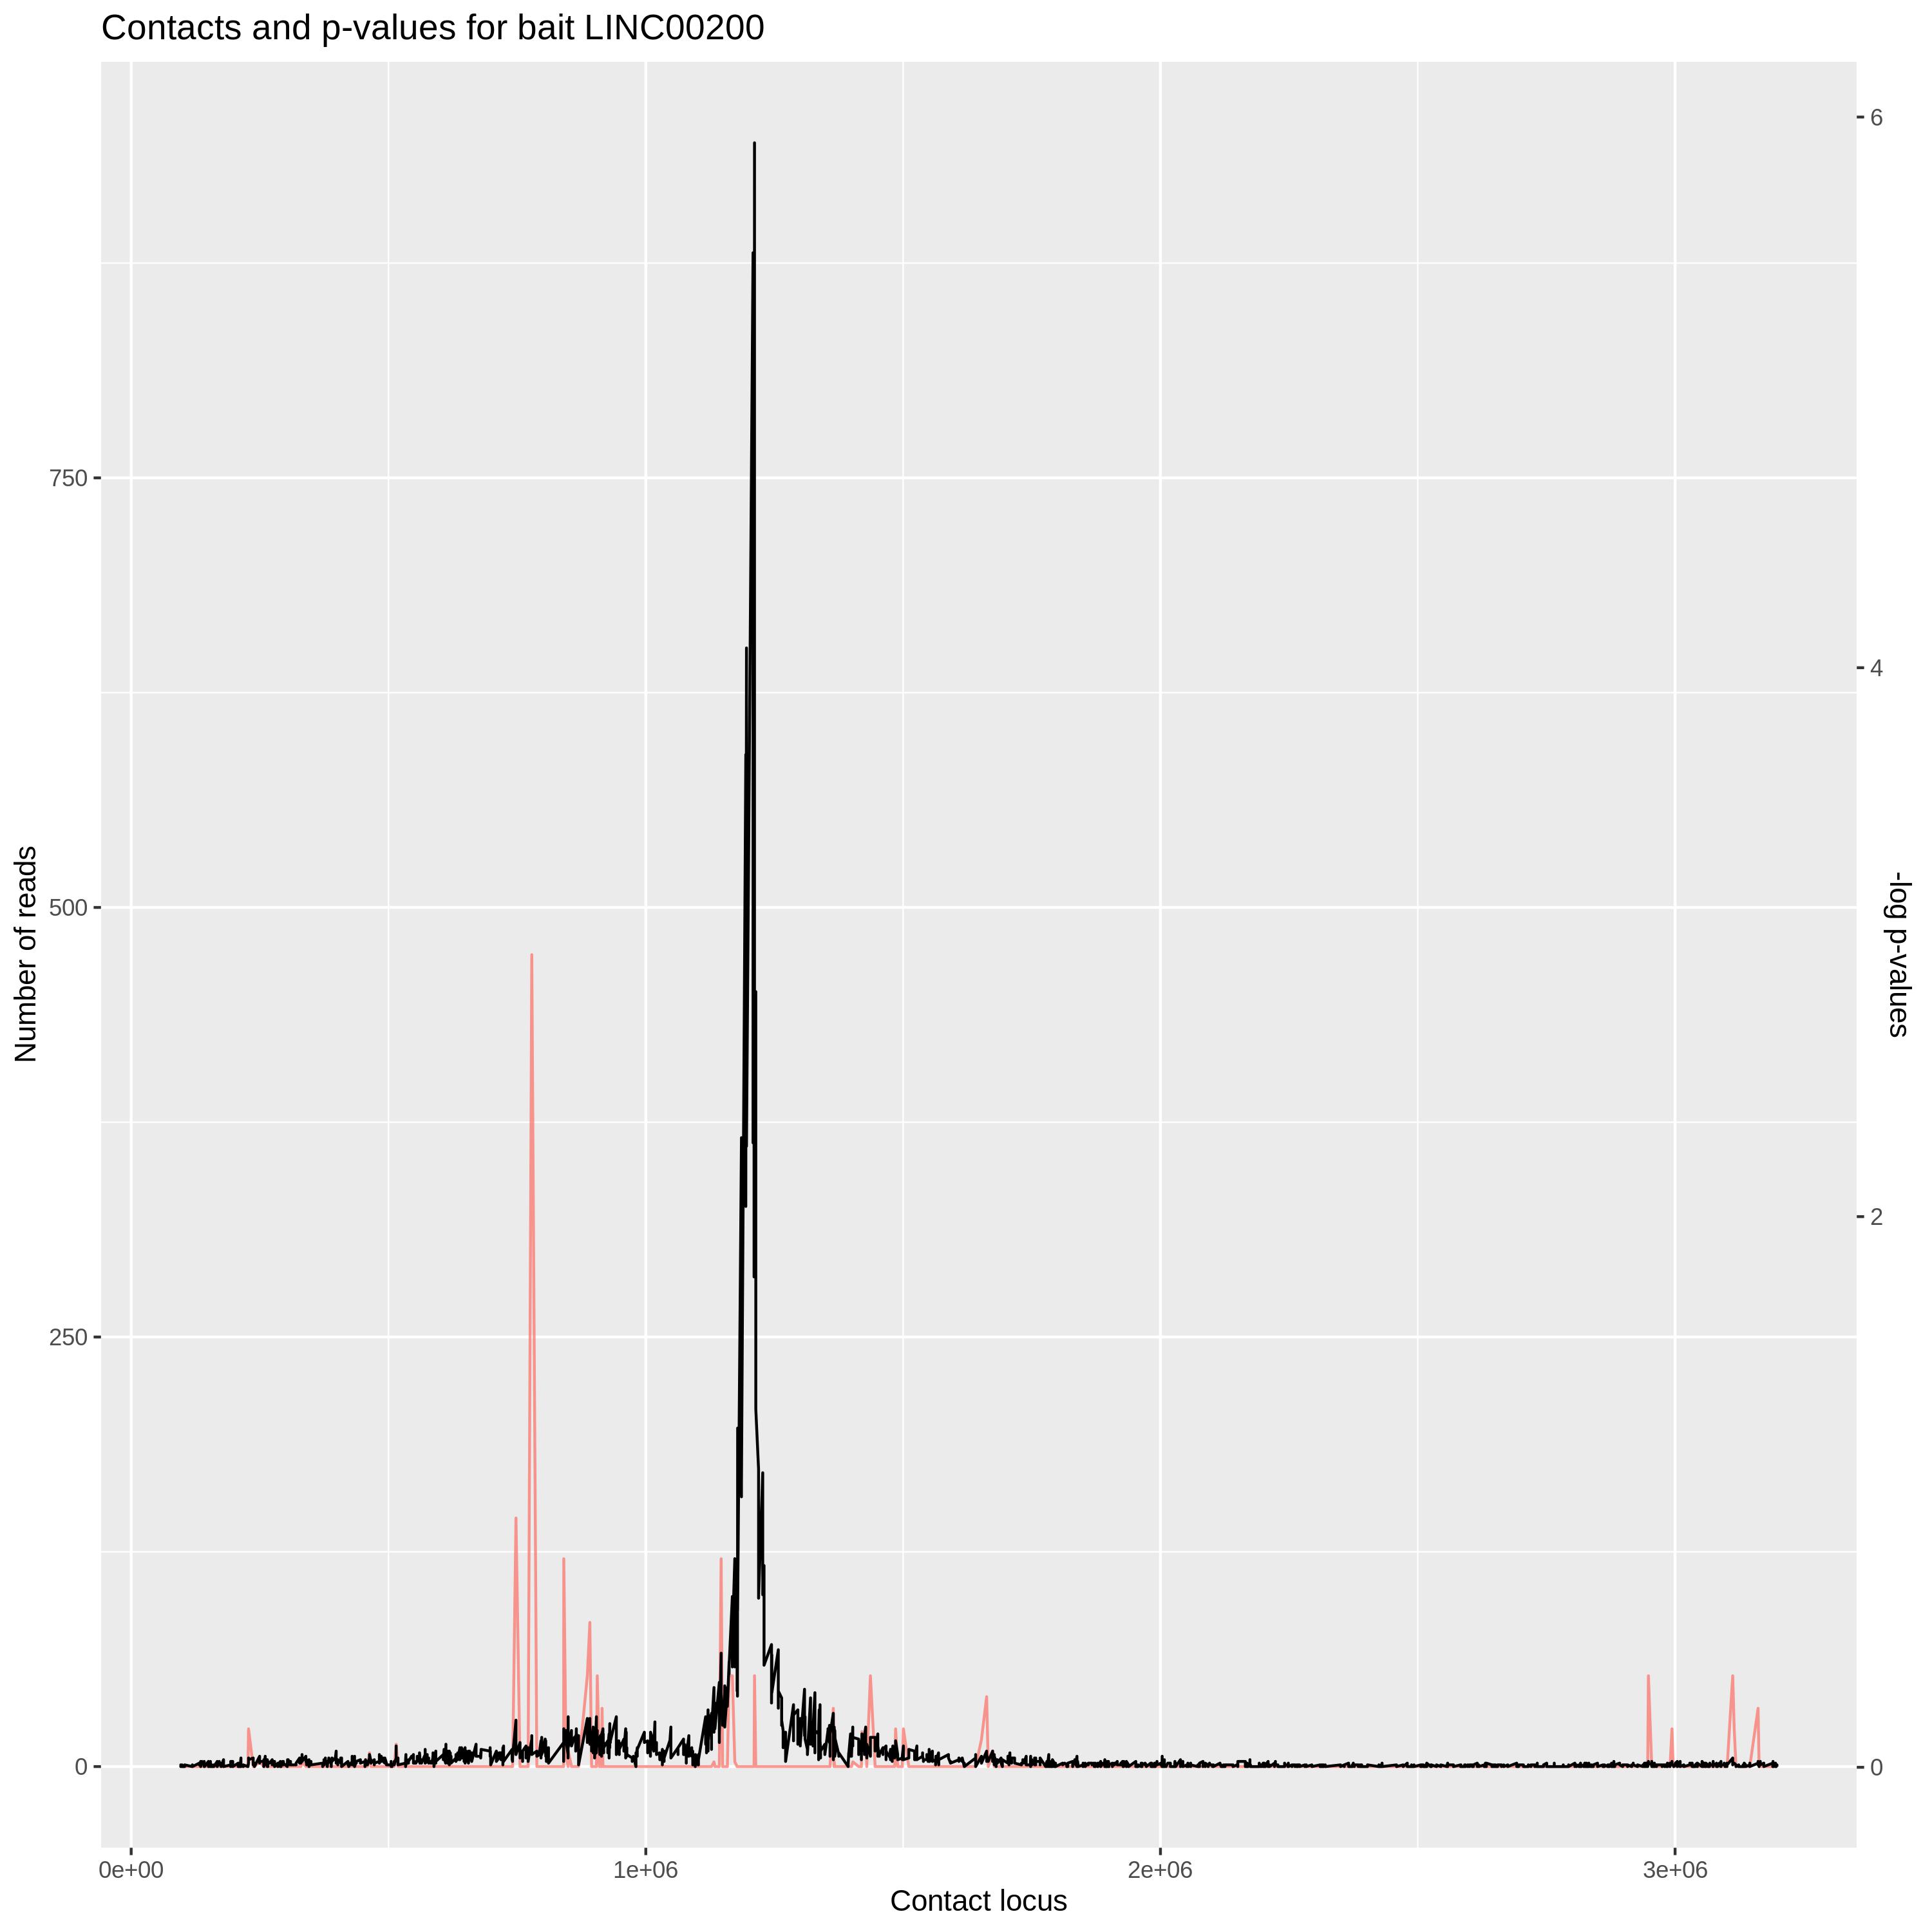 Contacts and p-values for bait LINC00200
6
750
4
Number of reads
-log p-values
500
2
250
0
0
0e+00
1e+06
2e+06
3e+06
Contact locus